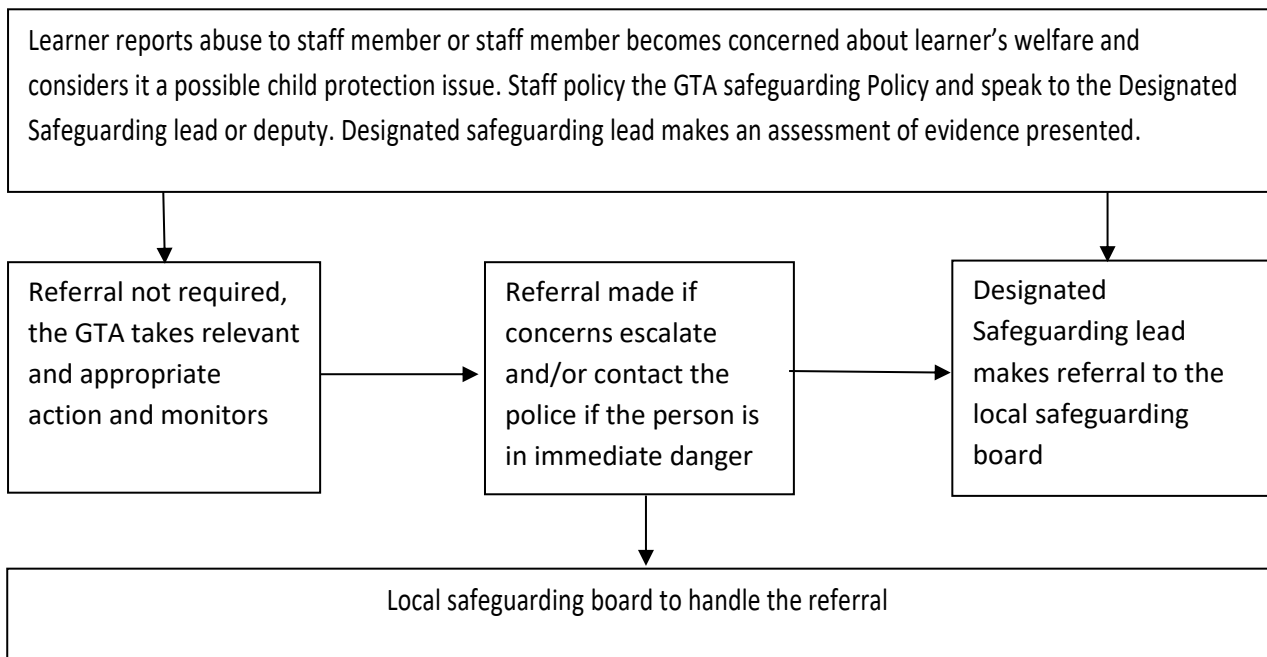 Learner reports abuse to staff member or staff member becomes concerned about learner’s welfare and
considers it a possible child protection issue. Staff policy the GTA safeguarding Policy and speak to the Designated
Safeguarding lead or deputy. Designated safeguarding lead makes an assessment of evidence presented.
Referral not required,
the GTA takes relevant
and appropriate
action and monitors
Referral made if
concerns escalate
and/or contact the
police if the person is
in immediate danger
Designated
Safeguarding lead
makes referral to the
local safeguarding
board
Local safeguarding board to handle the referral